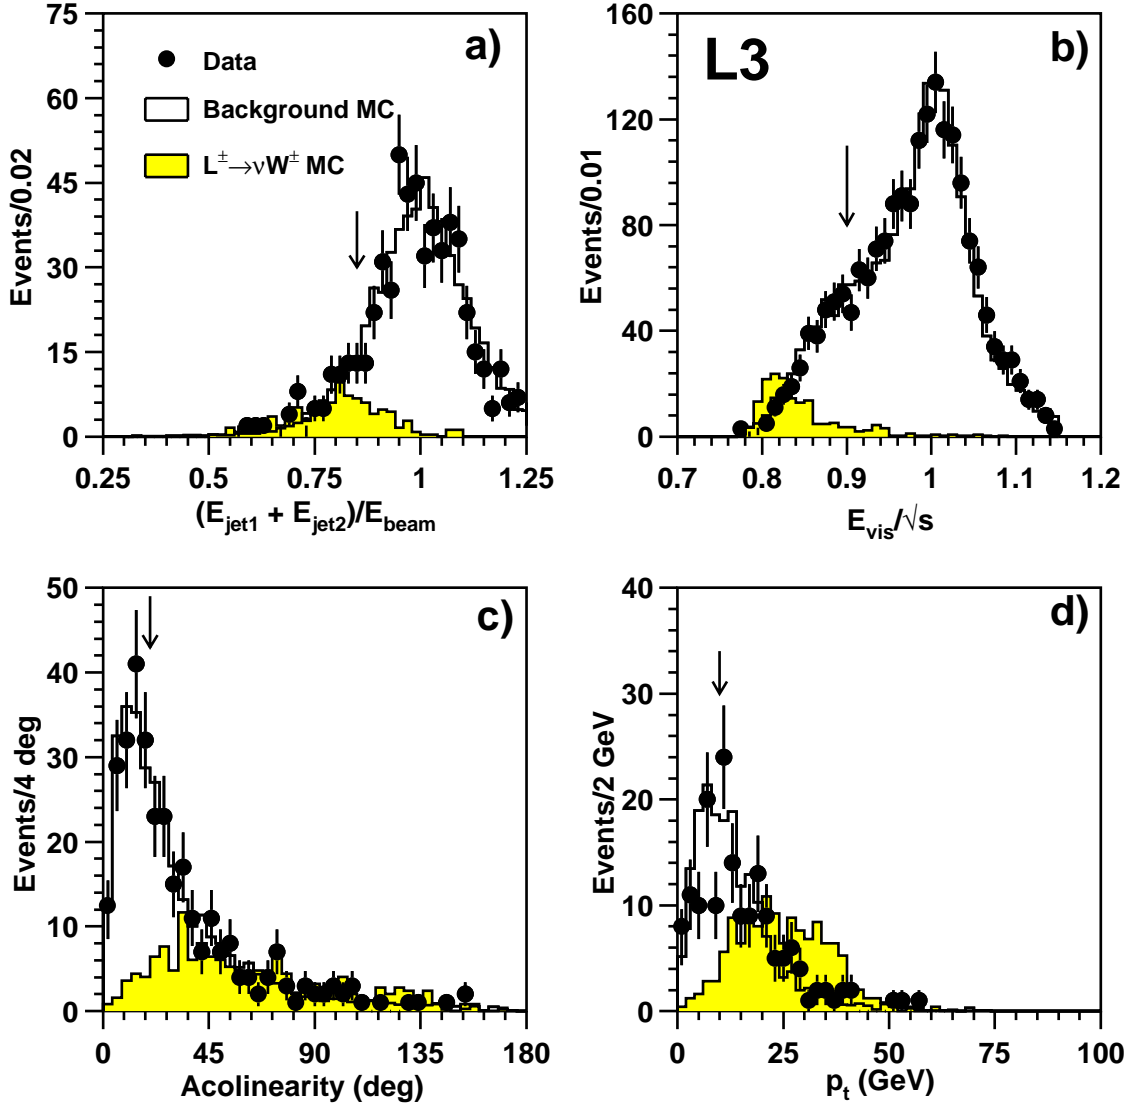 a)
75
60
45
30
15
0
Events/0.02
Data
Background MC
L± → νW± MC
0.25 0.5 0.75 1 1.25
(Ejet1 + Ejet2)/Ebeam
L3
b)
160
120
80
40
0
Events/0.01
0.7 0.8 0.9 1 1.1 1.2
Evis/√s
c)
50
40
30
20
10
0
Events/4 deg
0 45 90 135 180
Acolinearity (deg)
d)
40
30
20
10
0
Events/2 GeV
0 25 50 75 100
pt (GeV)